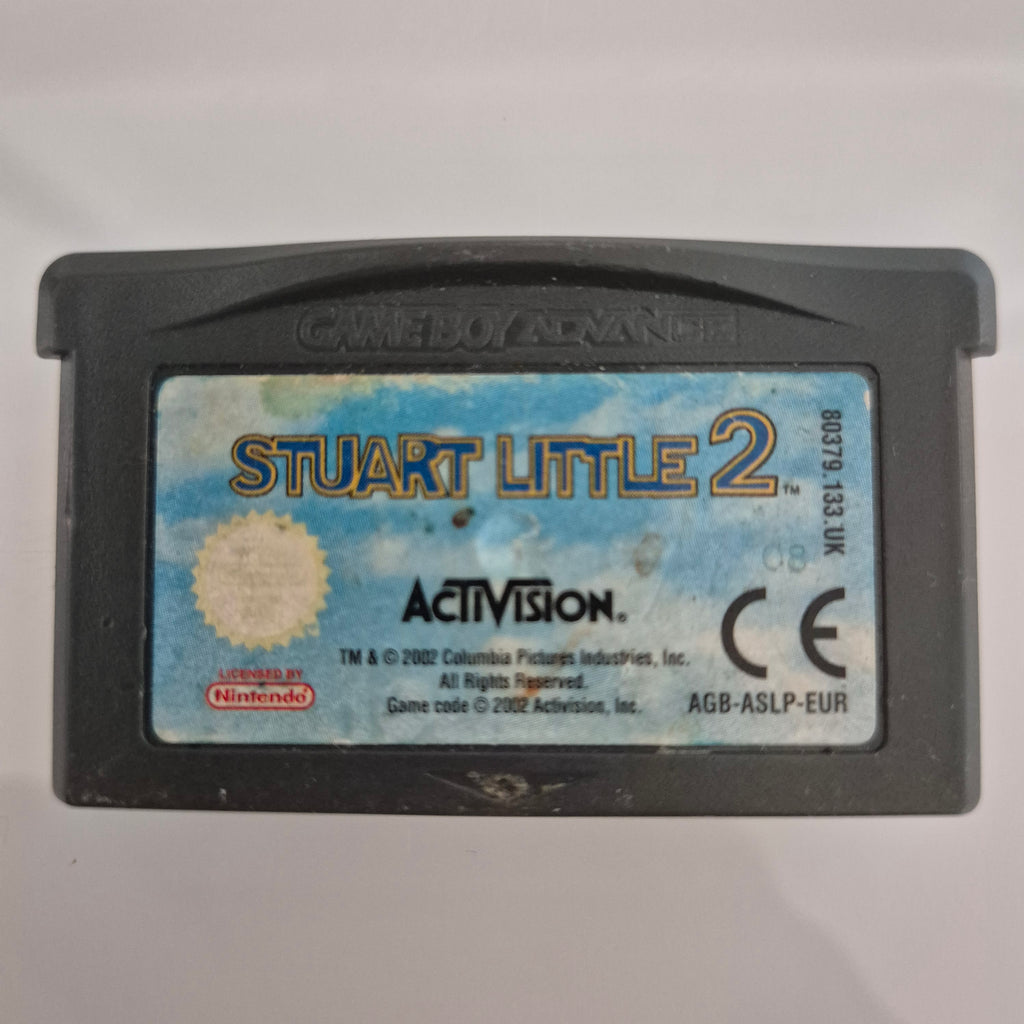 GAME BOY ADVANCE
STUART LITTLE 2™
80379.133.UK
08
ACTIVISION®
CE
TM & © 2002 Columbia Pictures Industries, Inc.
All Rights Reserved.
Game code © 2002 Activision, Inc.
LICENSED BY
Nintendo®
AGB-ASLP-EUR